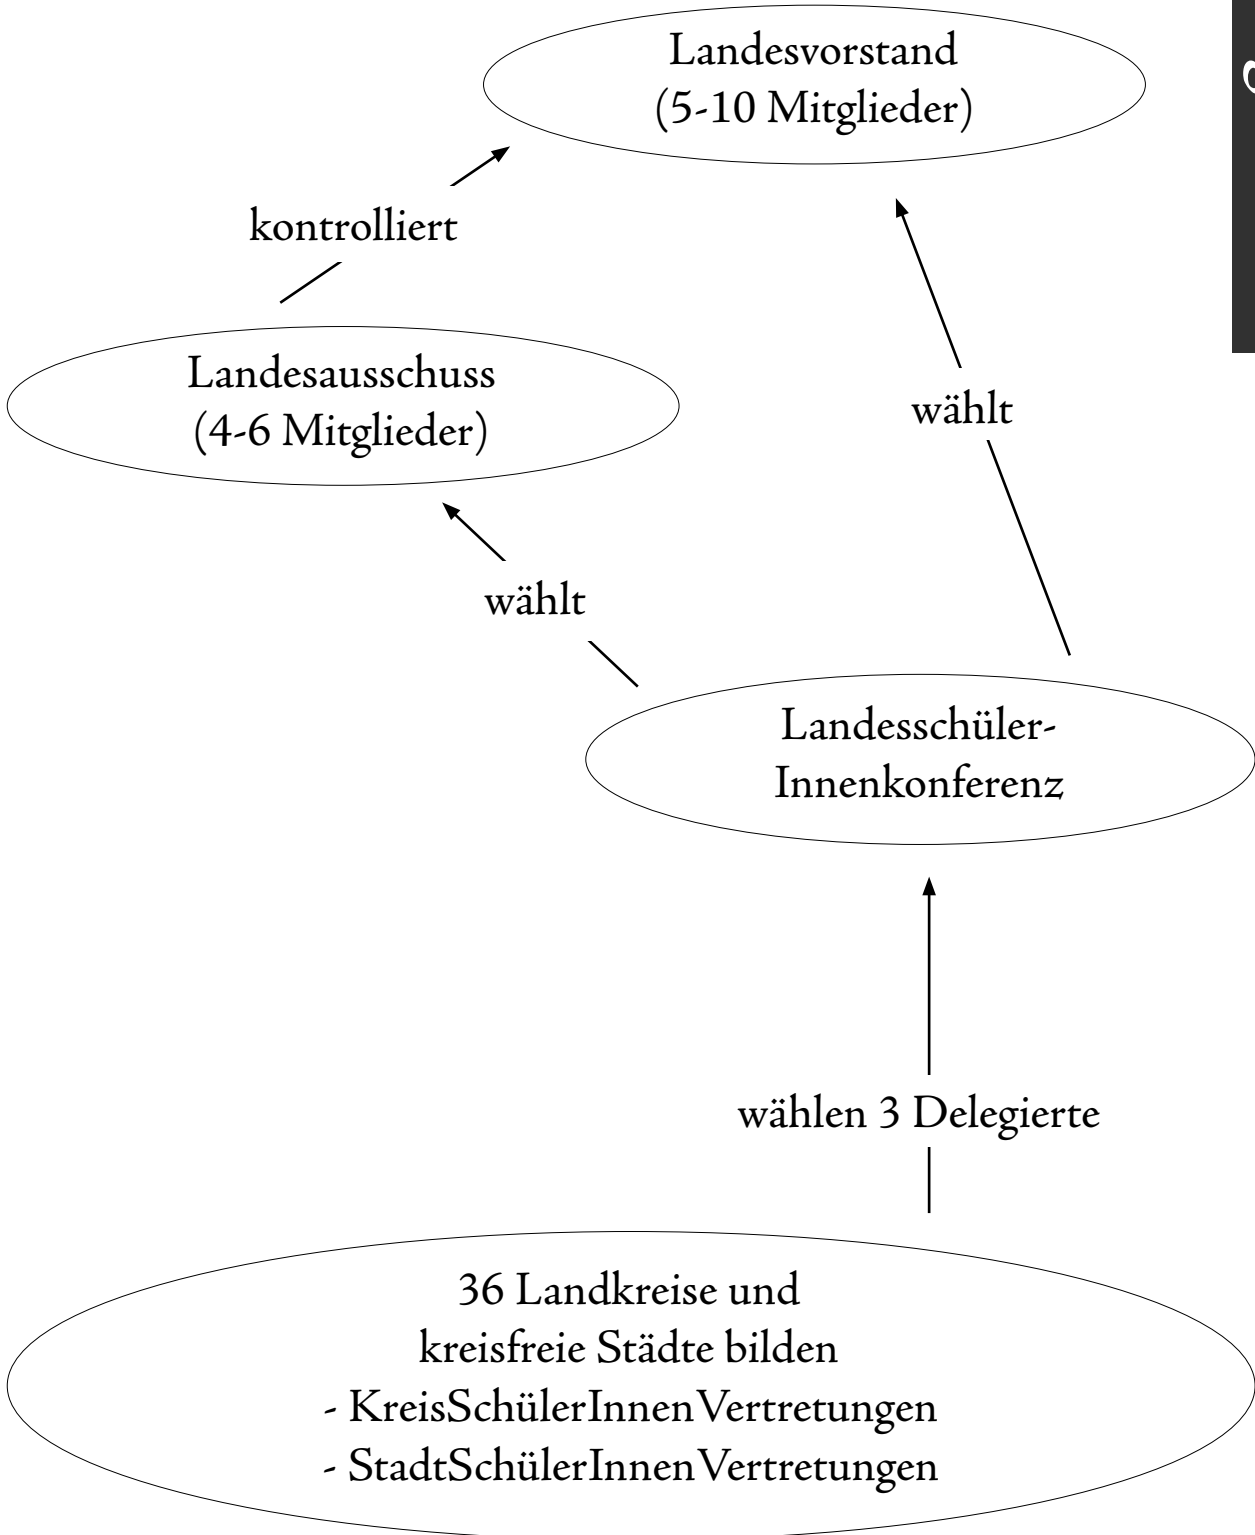 Landesvorstand
(5-10 Mitglieder)
kontrolliert
Landesausschuss
(4-6 Mitglieder)
wählt
wählt
Landesschüler-
Innenkonferenz
wählen 3 Delegierte
36 Landkreise und
kreisfreie Städte bilden
- KreisSchülerInnenVertretungen
- StadtSchülerInnenVertretungen